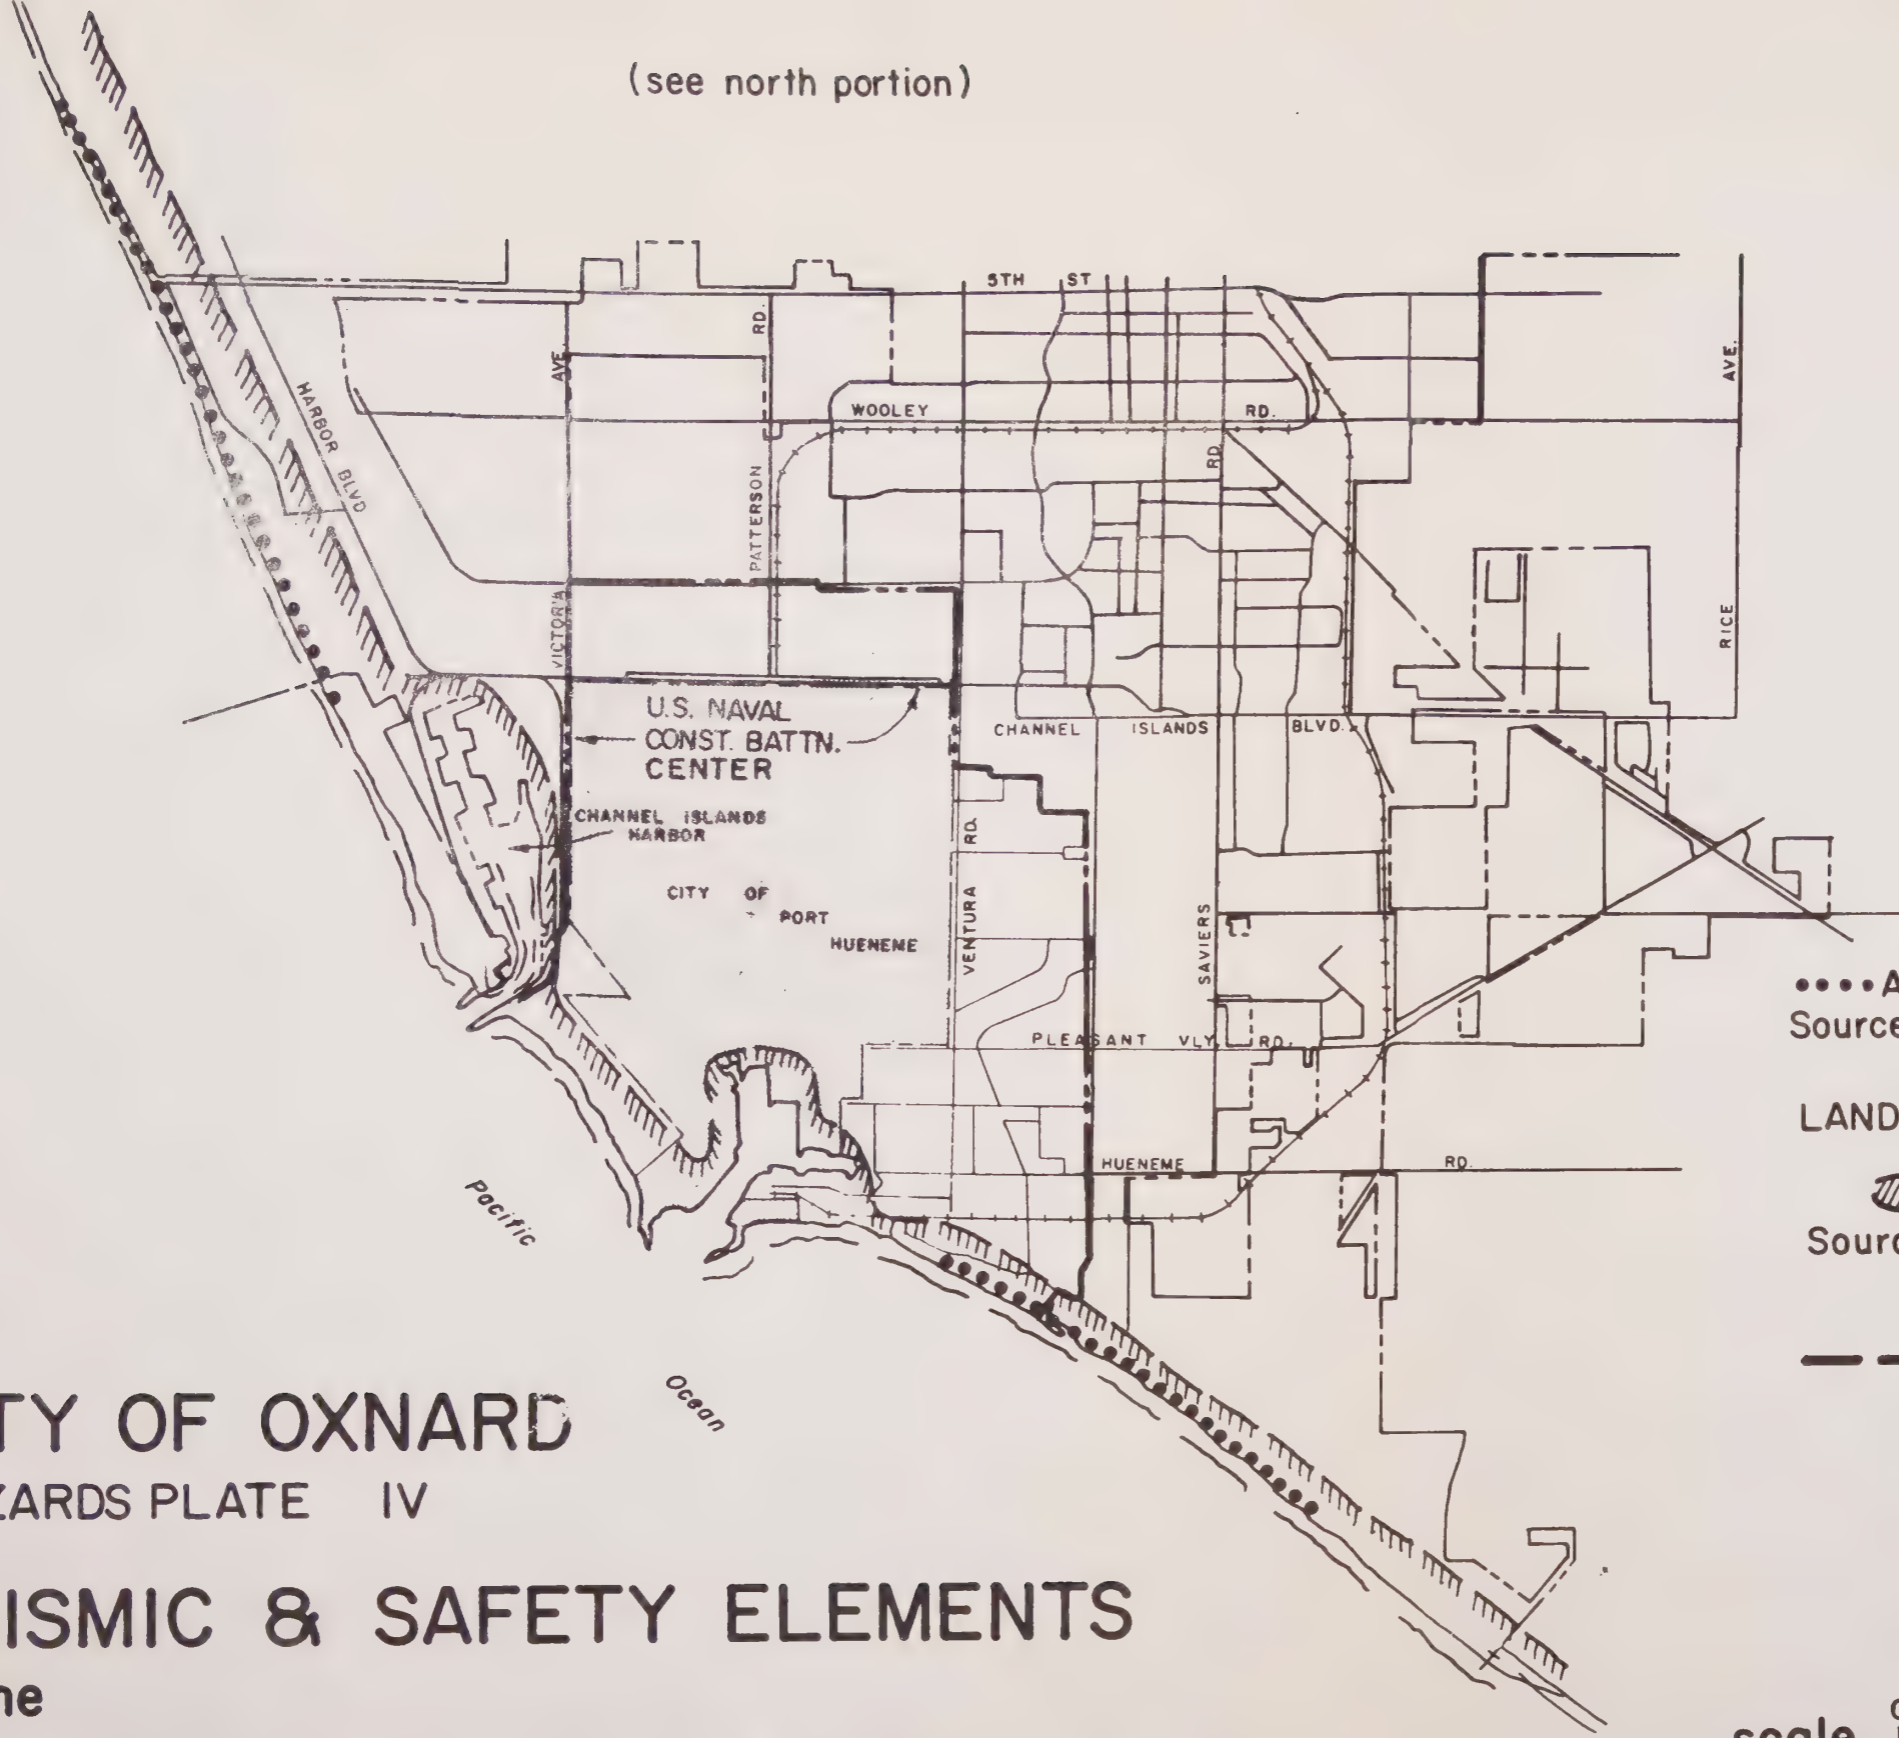 (see north portion)
5TH ST
RD.
AVE.
AVE.
HARBOR BLVD
WOOLEY RD.
RD.
PATTERSON
VICTORIA
RICE
U.S. NAVAL
CONST. BATTN.
CENTER
CHANNEL ISLANDS BLVD.
CHANNEL ISLANDS
HARBOR
RD.
CITY OF
PORT
HUENEME
VENTURA
SAVIERS
PLEASANT VLY. RD.
HUENEME RD.
Pacific
Ocean
A
Source
LAND
Sourc
TY OF OXNARD
ZARDS PLATE IV
ISMIC & SAFETY ELEMENTS
ne
scale